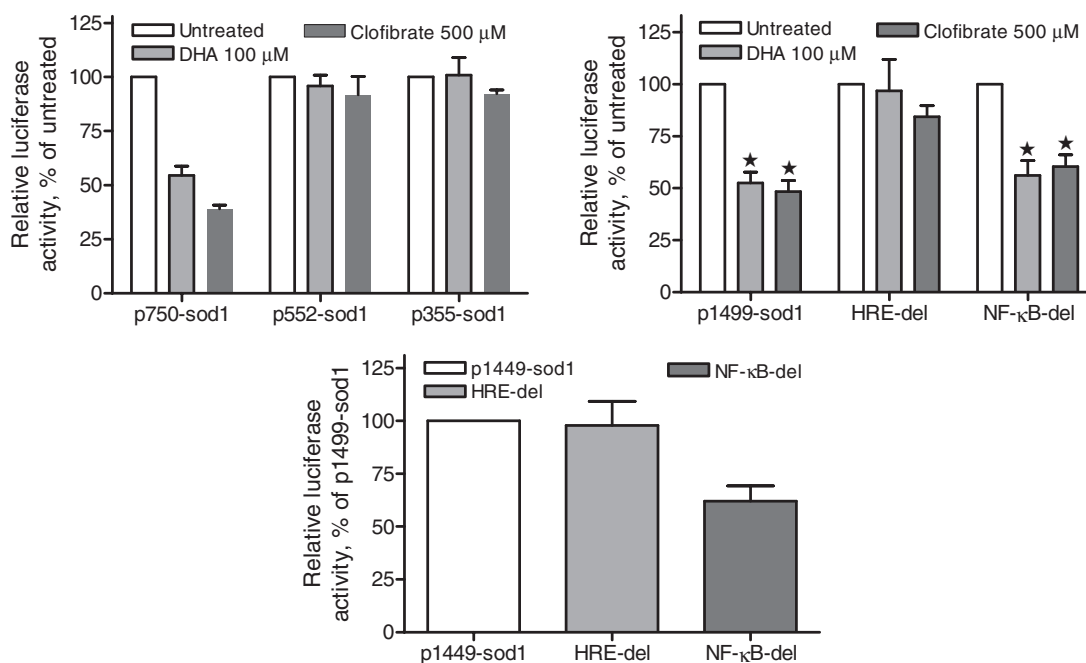 Relative luciferase
activity, % of untreated
125
100
75
50
25
0
Untreated
DHA 100 μM
Clofibrate 500 μM
p750-sod1
p552-sod1
p355-sod1
Relative luciferase
activity, % of untreated
125
100
75
50
25
0
Untreated
DHA 100 μM
Clofibrate 500 μM
★
★
★
★
p1499-sod1
HRE-del
NF-κB-del
Relative luciferase
activity, % of p1499-sod1
125
100
75
50
25
0
p1449-sod1
HRE-del
NF-κB-del
p1449-sod1
HRE-del
NF-κB-del